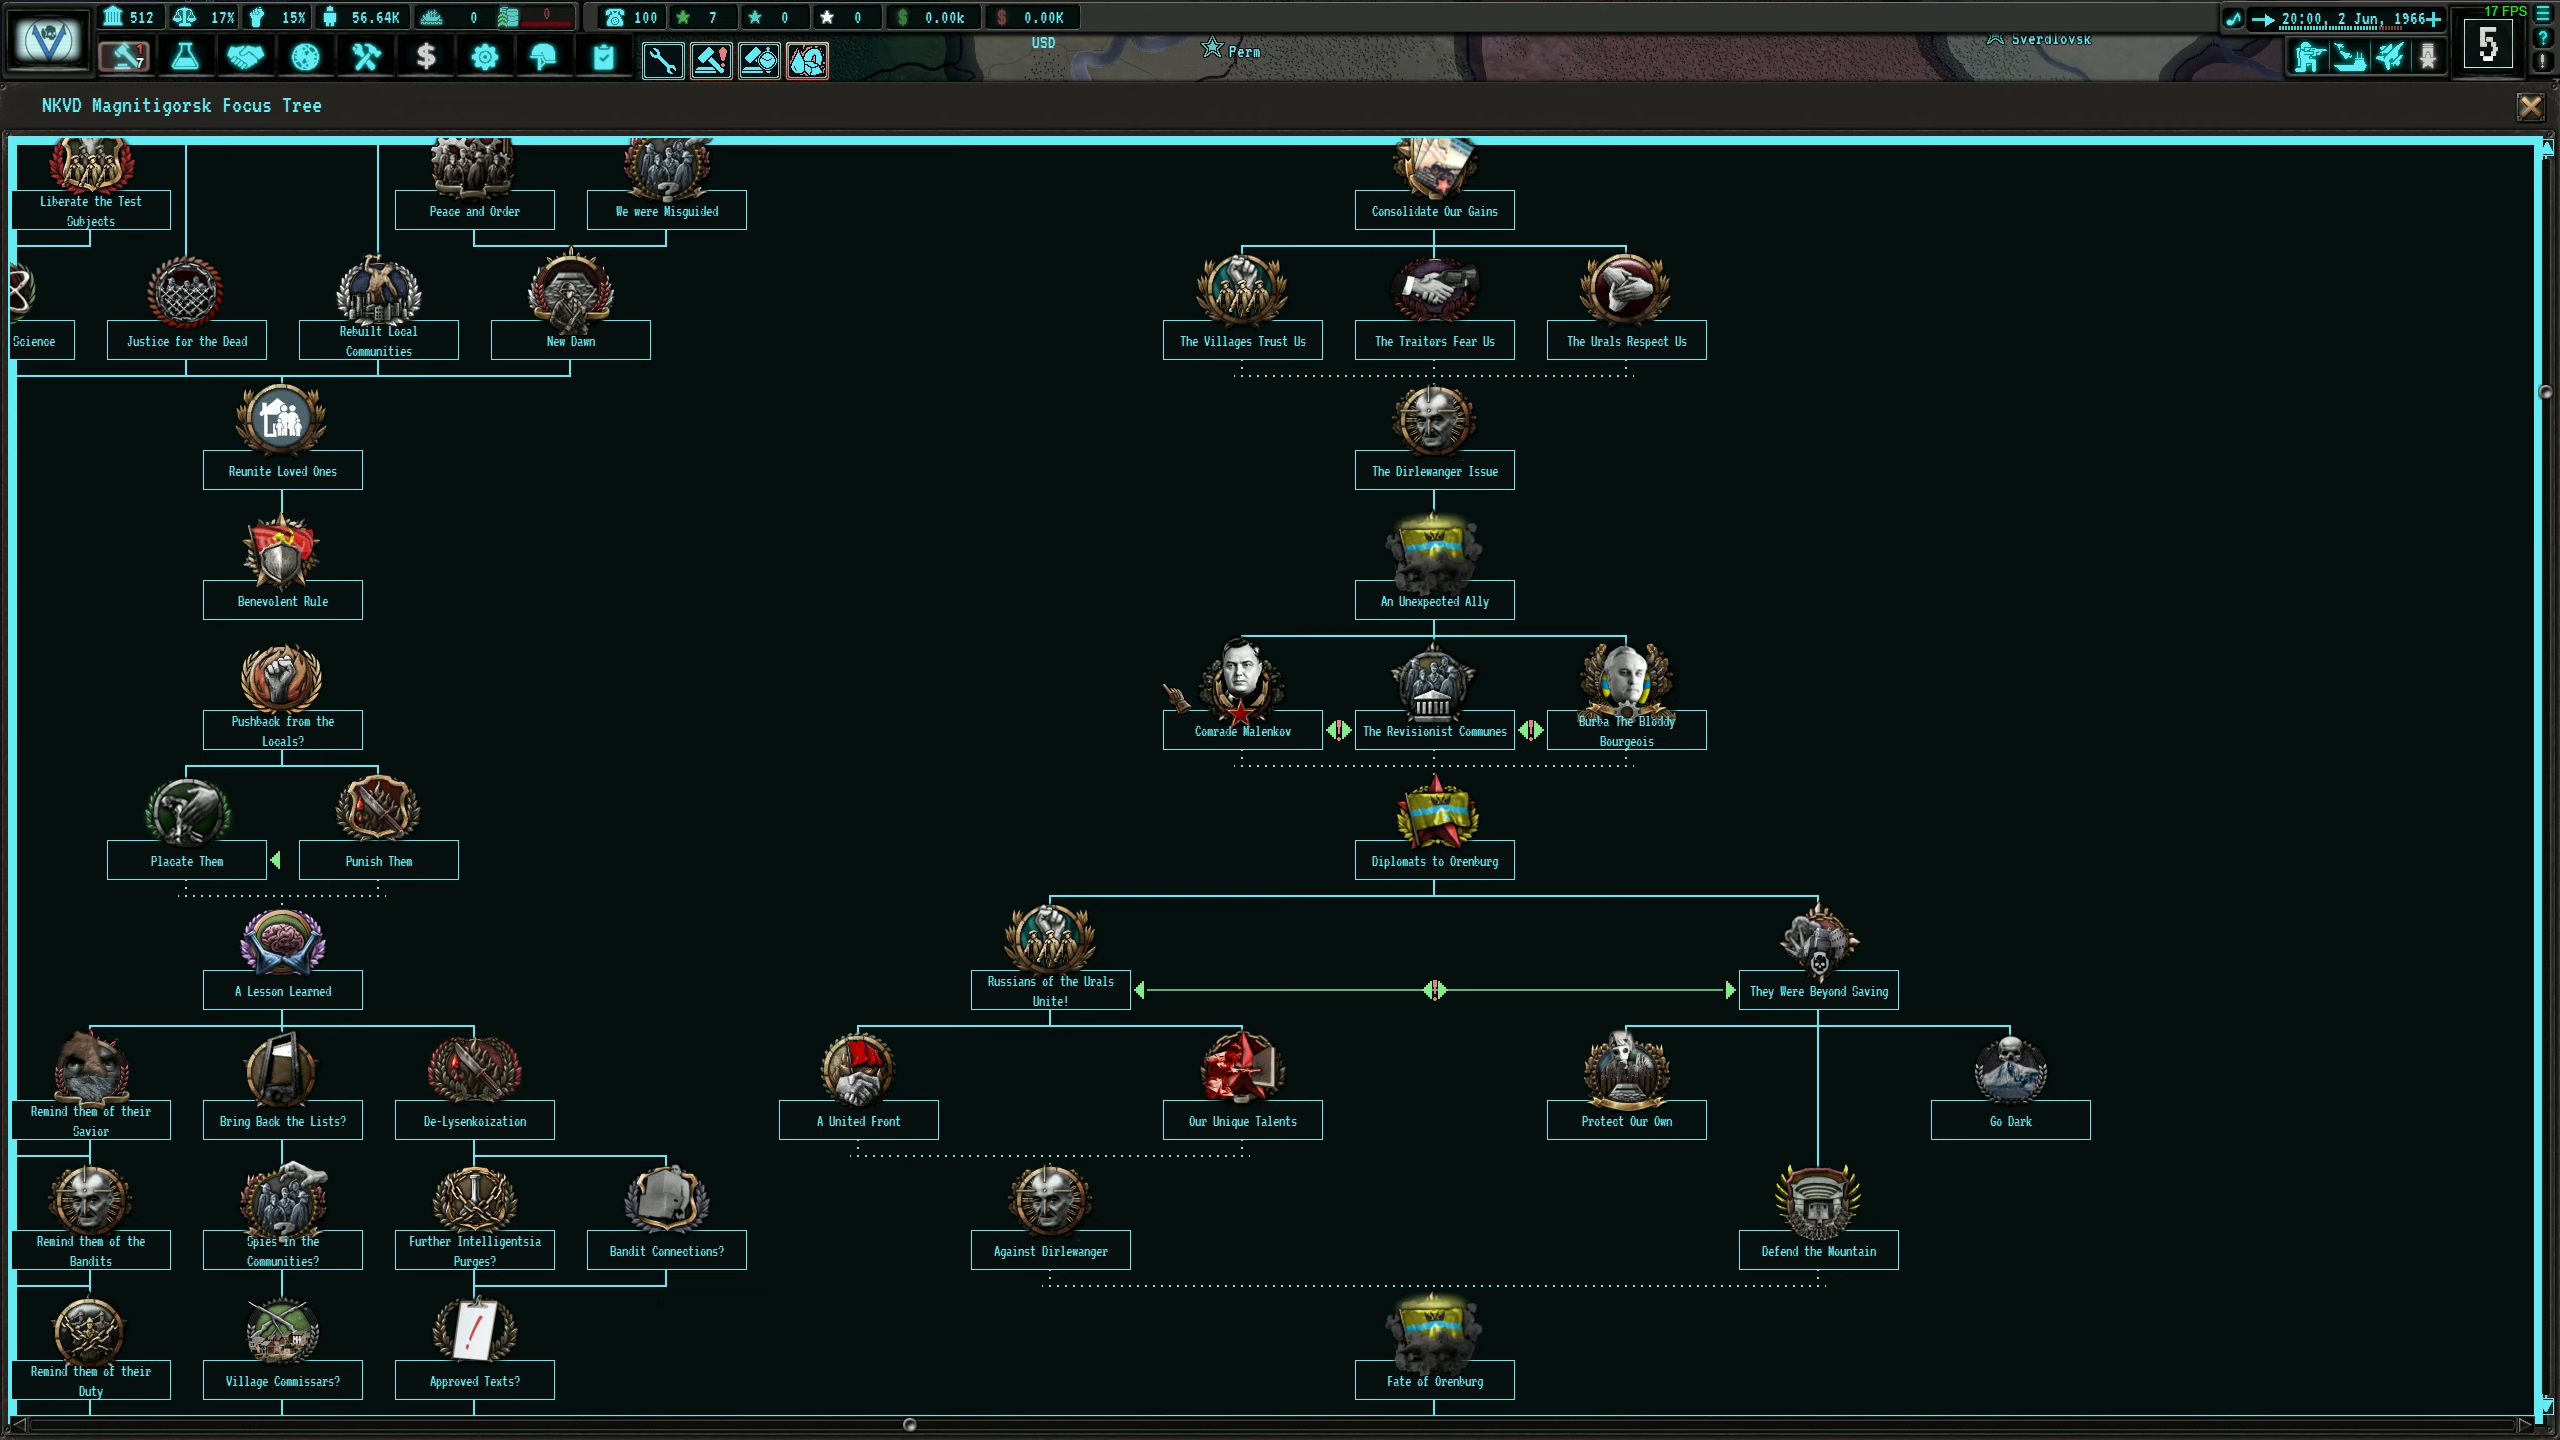 512 17% 15% 56.64K 0 0 100 7 0 0 0.00k 0.00K
17 FPS
20:00, 2 Jun, 1966
5
USD
Perm
Sverdlovsk
NKVD Magnitigorsk Focus Tree
Liberate the Test
Subjects
Peace and Order
We were Misguided
Consolidate Our Gains
Science
Justice for the Dead
Rebuilt Local
Communities
New Dawn
The Villages Trust Us
The Traitors Fear Us
The Urals Respect Us
Reunite Loved Ones
The Dirlewanger Issue
Benevolent Rule
An Unexpected Ally
Pushback from the
Locals?
Comrade Malenkov
The Revisionist Communes
Burba The Bloddy
Bourgeois
Placate Them
Punish Them
Diplomats to Orenburg
A Lesson Learned
Russians of the Urals
Unite!
They Were Beyond Saving
Remind them of their
Savior
Bring Back the Lists?
De-Lysenkoization
A United Front
Our Unique Talents
Protect Our Own
Go Dark
Remind them of the
Bandits
Spies in the
Communities?
Further Intelligentsia
Purges?
Bandit Connections?
Against Dirlewanger
Defend the Mountain
Remind them of their
Duty
Village Commissars?
Approved Texts?
Fate of Orenburg